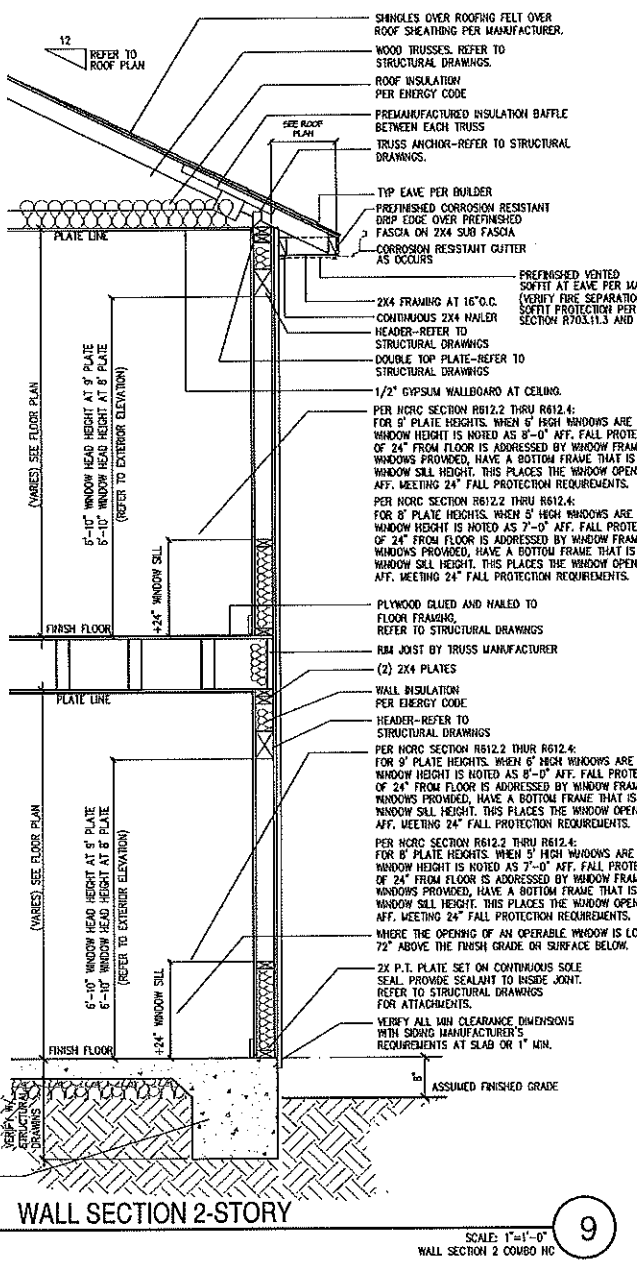 SHINGLES OVER ROOFING FELT OVER
ROOF SHEATHING PER MANUFACTURER.
12
REFER TO
ROOF PLAN
WOOD TRUSSES. REFER TO
STRUCTURAL DRAWINGS.
ROOF INSULATION
PER ENERGY CODE
PREMANUFACTURED INSULATION BAFFLE
BETWEEN EACH TRUSS
SEE ROOF
PLAN
TRUSS ANCHOR-REFER TO STRUCTURAL
DRAWINGS.
TYP EAVE PER BUILDER
PREFINISHED CORROSION RESISTANT
DRIP EDGE OVER PREFINISHED
FASCIA ON 2X4 SUB FASCIA
CORROSION RESISTANT GUTTER
AS OCCURS
PLATE LINE
PREFINISHED VENTED
SOFFIT AT EAVE PER MA
(VERIFY FIRE SEPARATIO
SOFFIT PROTECTION PER
SECTION R703.11.3 AND
2X4 FRAMING AT 16"O.C.
CONTINUOUS 2X4 NAILER
HEADER-REFER TO
STRUCTURAL DRAWINGS
DOUBLE TOP PLATE-REFER TO
STRUCTURAL DRAWINGS
1/2" GYPSUM WALLBOARD AT CEILING.
(VARIES) SEE FLOOR PLAN
6'-10" WINDOW HEAD HEIGHT AT 9' PLATE
6'-10" WINDOW HEAD HEIGHT AT 8' PLATE
(REFER TO EXTERIOR ELEVATION)
PER NCRC SECTION R612.2 THRU R612.4:
FOR 9' PLATE HEIGHTS. WHEN 6' HIGH WINDOWS ARE
WINDOW HEIGHT IS NOTED AS 8'-0" AFF. FALL PROTE
OF 24" FROM FLOOR IS ADDRESSED BY WINDOW FRAM
WINDOWS PROVIDED, HAVE A BOTTOM FRAME THAT IS
WINDOW SILL HEIGHT. THIS PLACES THE WINDOW OPEN
AFF. MEETING 24" FALL PROTECTION REQUIREMENTS.
PER NCRC SECTION R612.2 THRU R612.4:
FOR 8' PLATE HEIGHTS. WHEN 5' HIGH WINDOWS ARE
WINDOW HEIGHT IS NOTED AS 7'-0" AFF. FALL PROTE
OF 24" FROM FLOOR IS ADDRESSED BY WINDOW FRAM
WINDOWS PROVIDED, HAVE A BOTTOM FRAME THAT IS
WINDOW SILL HEIGHT. THIS PLACES THE WINDOW OPEN
AFF. MEETING 24" FALL PROTECTION REQUIREMENTS.
+24" WINDOW SILL
FINISH FLOOR
PLYWOOD GLUED AND NAILED TO
FLOOR FRAMING,
REFER TO STRUCTURAL DRAWINGS
RIM JOIST BY TRUSS MANUFACTURER
(2) 2X4 PLATES
PLATE LINE
WALL INSULATION
PER ENERGY CODE
HEADER-REFER TO
STRUCTURAL DRAWINGS
(VARIES) SEE FLOOR PLAN
6'-10" WINDOW HEAD HEIGHT AT 9' PLATE
6'-10" WINDOW HEAD HEIGHT AT 8' PLATE
(REFER TO EXTERIOR ELEVATION)
PER NCRC SECTION R612.2 THUR R612.4:
FOR 9' PLATE HEIGHTS. WHEN 6' HIGH WINDOWS ARE
WINDOW HEIGHT IS NOTED AS 8'-0" AFF. FALL PROTE
OF 24" FROM FLOOR IS ADDRESSED BY WINDOW FRAM
WINDOWS PROVIDED, HAVE A BOTTOM FRAME THAT IS
WINDOW SILL HEIGHT. THIS PLACES THE WINDOW OPEN
AFF. MEETING 24" FALL PROTECTION REQUIREMENTS.
PER NCRC SECTION R612.2 THRU R612.4:
FOR 8' PLATE HEIGHTS. WHEN 5' HIGH WINDOWS ARE
WINDOW HEIGHT IS NOTED AS 7'-0" AFF. FALL PROTE
OF 24" FROM FLOOR IS ADDRESSED BY WINDOW FRAM
WINDOWS PROVIDED, HAVE A BOTTOM FRAME THAT IS
WINDOW SILL HEIGHT. THIS PLACES THE WINDOW OPEN
AFF. MEETING 24" FALL PROTECTION REQUIREMENTS.
WHERE THE OPENING OF AN OPERABLE WINDOW IS LO
72" ABOVE THE FINISH GRADE OR SURFACE BELOW.
+24" WINDOW SILL
2X P.T. PLATE SET ON CONTINUOUS SOLE
SEAL. PROVIDE SEALANT TO INSIDE JOINT.
REFER TO STRUCTURAL DRAWINGS
FOR ATTACHMENTS.
VERIFY ALL MIN CLEARANCE DIMENSIONS
WITH SIDING MANUFACTURER'S
REQUIREMENTS AT SLAB OR 1" MIN.
FINISH FLOOR
8"
ASSUMED FINISHED GRADE
VERIFY W/
STRUCTURAL
DRAWINGS
WALL SECTION 2-STORY
SCALE: 1"=1'-0"
WALL SECTION 2 COMBO NC
9